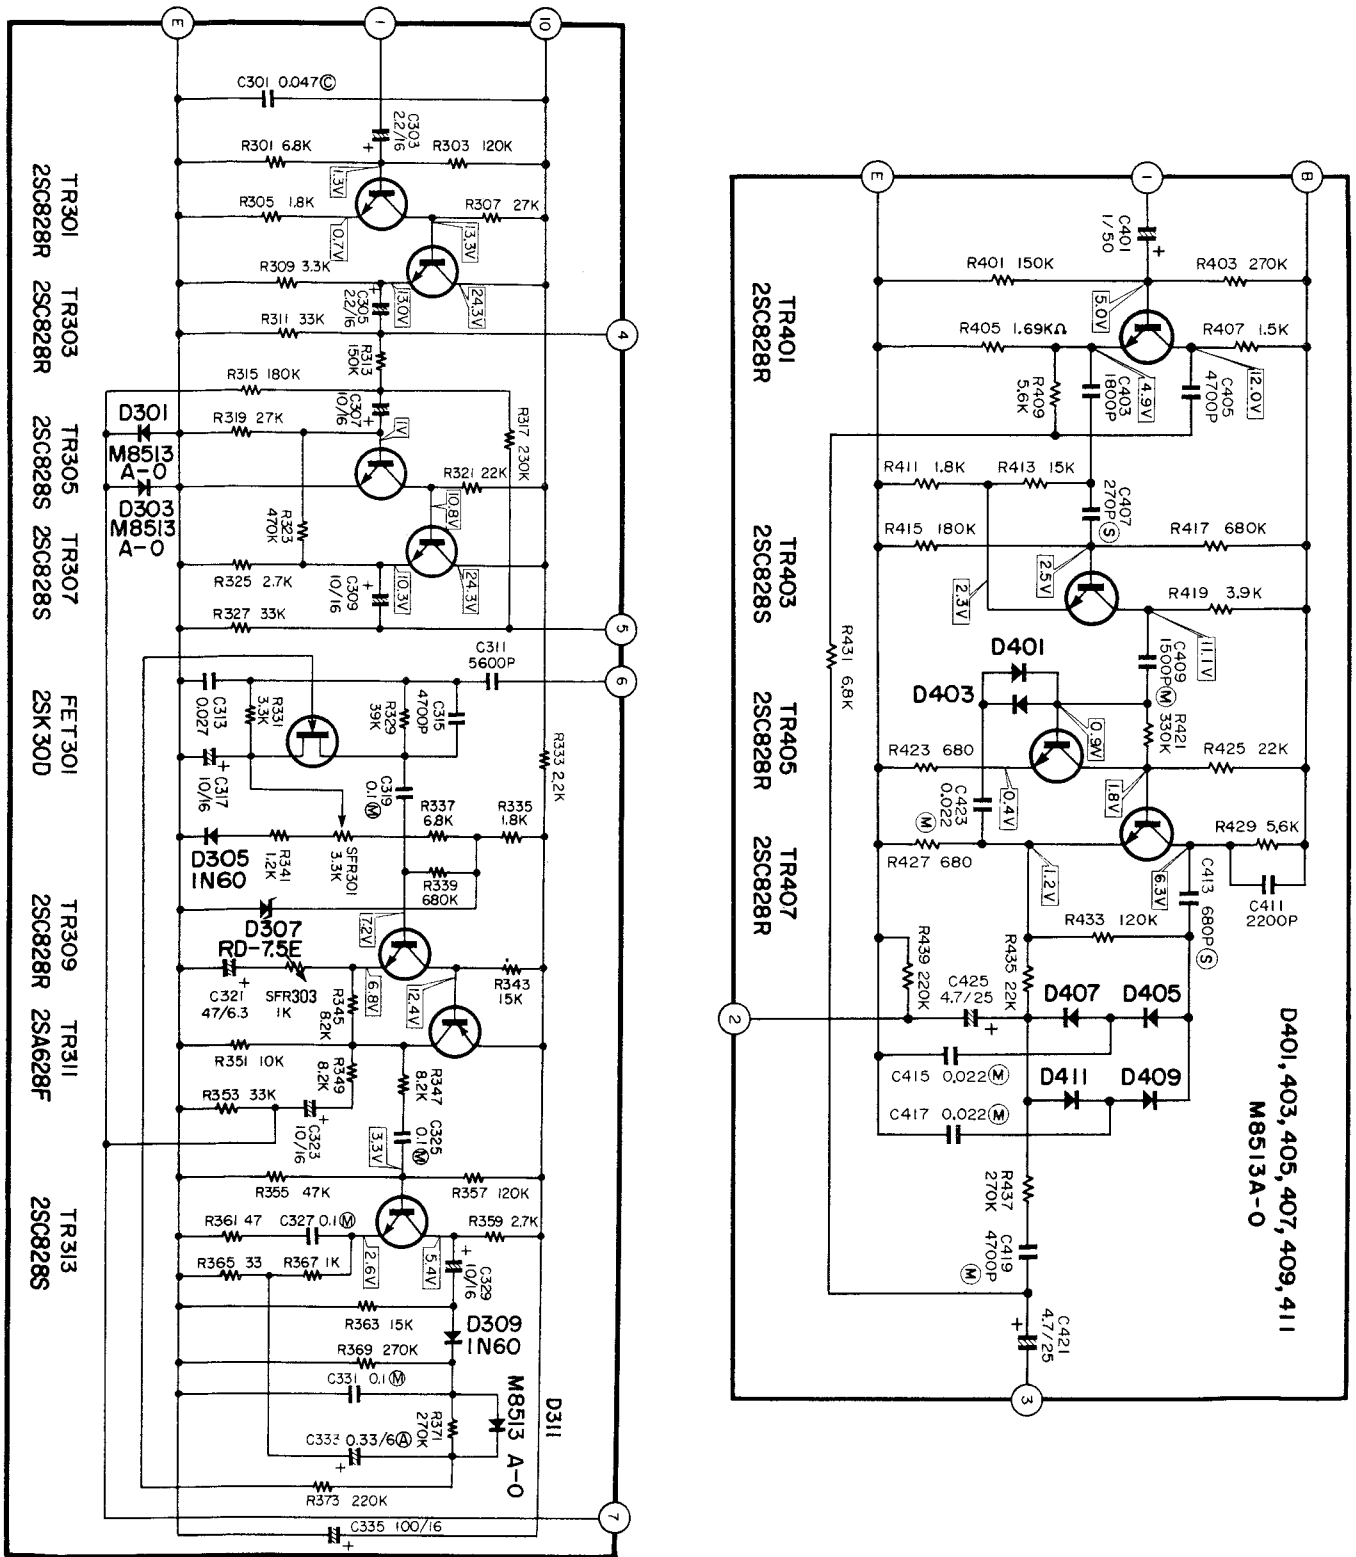 E
1
10
C301 0.047Ⓒ
C303
2.2/16
+
R301 6.8K
R303 120K
1.3V
R305 1.8K
R307 27K
0.7V
13.3V
TR301
2SC828R
R309 3.3K
+
C305
2.2/16
13.0V
24.3V
R311 33K
4
TR303
2SC828R
R313
150K
R315 180K
C307
10/16
+
R317 230K
D301
M8513
A-0
R319 27K
1V
R321 22K
TR305
2SC828S
D303
M8513
A-0
R323
470K
10.8V
TR307
2SC828S
R325 2.7K
+
C309
10/16
10.3V
24.3V
R327 33K
5
C311
5600P
6
FET301
2SK30D
C313
0.027
R331
3.3K
R329
39K
C315
4700P
+
C317
10/16
C319
0.1Ⓜ
R333 2.2K
R337
6.8K
R335
1.8K
D305
1N60
R341
1.2K
SFR301
3.3K
R339
680K
D307
RD-7.5E
7.2V
TR309
2SC828R
C321
47/6.3
+
SFR303
1K
R345
8.2K
6.8V
12.4V
R343
15K
TR311
2SA628F
R351 10K
R349
8.2K
R347
8.2K
R353 33K
C323
10/16
+
C325
0.1Ⓜ
3.3V
R355 47K
R357 120K
TR313
2SC828S
R361 47
C327 0.1Ⓜ
R359 2.7K
R365 33
R367 1K
2.6V
5.4V
+
C329
10/16
R363 15K
D309
1N60
R369 270K
C331 0.1Ⓜ
R371
270K
D311
M8513 A-0
C333 0.33/6Ⓐ
+
R373 220K
7
C335 100/16
+
E
1
B
C401
1/50
+
R401 150K
R403 270K
5.0V
TR401
2SC828R
R405 1.69KΩ
R407 1.5K
R409
5.6K
C403
1800P
4.9V
C405
4700P
12.0V
R411 1.8K
R413 15K
C407
270PⓈ
R415 180K
R417 680K
2.5V
TR403
2SC828S
2.3V
R419 3.9K
R431 6.8K
D401
D403
11.1V
C409
1500PⓂ
R421
330K
0.9V
TR405
2SC828R
R423 680
R425 22K
C423
0.022
Ⓜ
0.4V
1.8V
TR407
2SC828R
R427 680
R429 5.6K
1.2V
6.3V
C413 680PⓈ
C411
2200P
R433 120K
R439
220K
R435
22K
C425
4.7/25
+
D407
D405
2
C415 0.022Ⓜ
D411
D409
C417 0.022Ⓜ
D401, 403, 405, 407, 409, 411
M8513A-0
R437
270K
C419
4700P
Ⓜ
+
C421
4.7/25
3